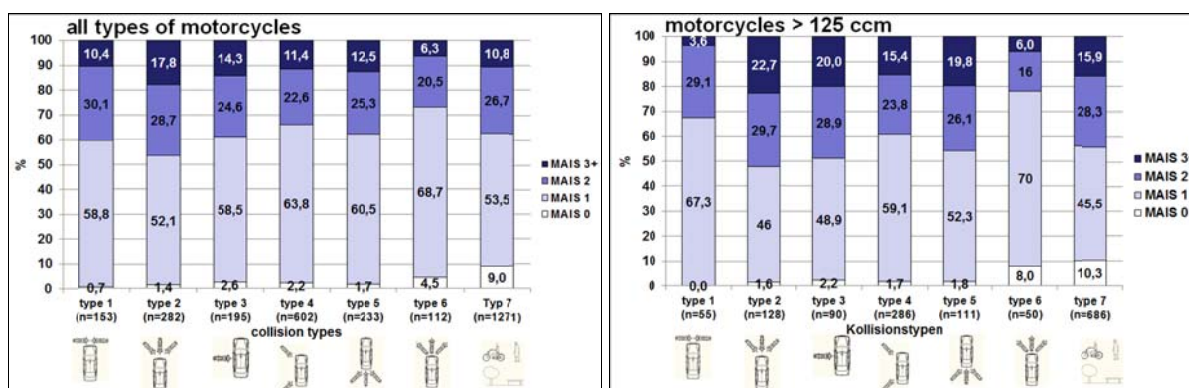 all types of motorcycles
100
90
80
70
60
50
40
30
20
10
0
%
10,4 17,8 14,3 11,4 12,5 6,3 10,8
30,1 28,7 24,6 22,6 25,3 20,5 26,7
58,8 52,1 58,5 63,8 60,5 68,7 53,5
0,7 1,4 2,6 2,2 1,7 4,5 9,0
MAIS 3+
MAIS 2
MAIS 1
MAIS 0
type 1 type 2 type 3 type 4 type 5 type 6 Typ 7
(n=153) (n=282) (n=195) (n=602) (n=233) (n=112) (n=1271)
collision types
motorcycles > 125 ccm
100
90
80
70
60
50
40
30
20
10
0
%
3,6 22,7 20,0 15,4 19,8 6,0 15,9
29,1 29,7 28,9 23,8 26,1 16 28,3
67,3 46 48,9 59,1 52,3 70 45,5
0,0 1,6 2,2 1,7 1,8 8,0 10,3
MAIS 3
MAIS 2
MAIS 1
MAIS 0
type 1 type 2 type 3 type 4 type 5 type 6 type 7
(n=55) (n=128) (n=90) (n=286) (n=111) (n=50) (n=686)
Kollisionstypen